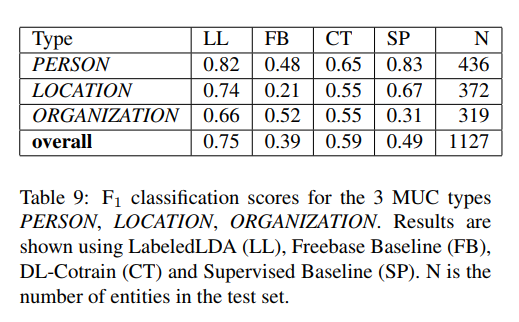 Type LL FB CT SP N
PERSON 0.82 0.48 0.65 0.83 436
LOCATION 0.74 0.21 0.55 0.67 372
ORGANIZATION 0.66 0.52 0.55 0.31 319
overall 0.75 0.39 0.59 0.49 1127
Table 9: F₁ classification scores for the 3 MUC types
PERSON, LOCATION, ORGANIZATION. Results are
shown using LabeledLDA (LL), Freebase Baseline (FB),
DL-Cotrain (CT) and Supervised Baseline (SP). N is the
number of entities in the test set.